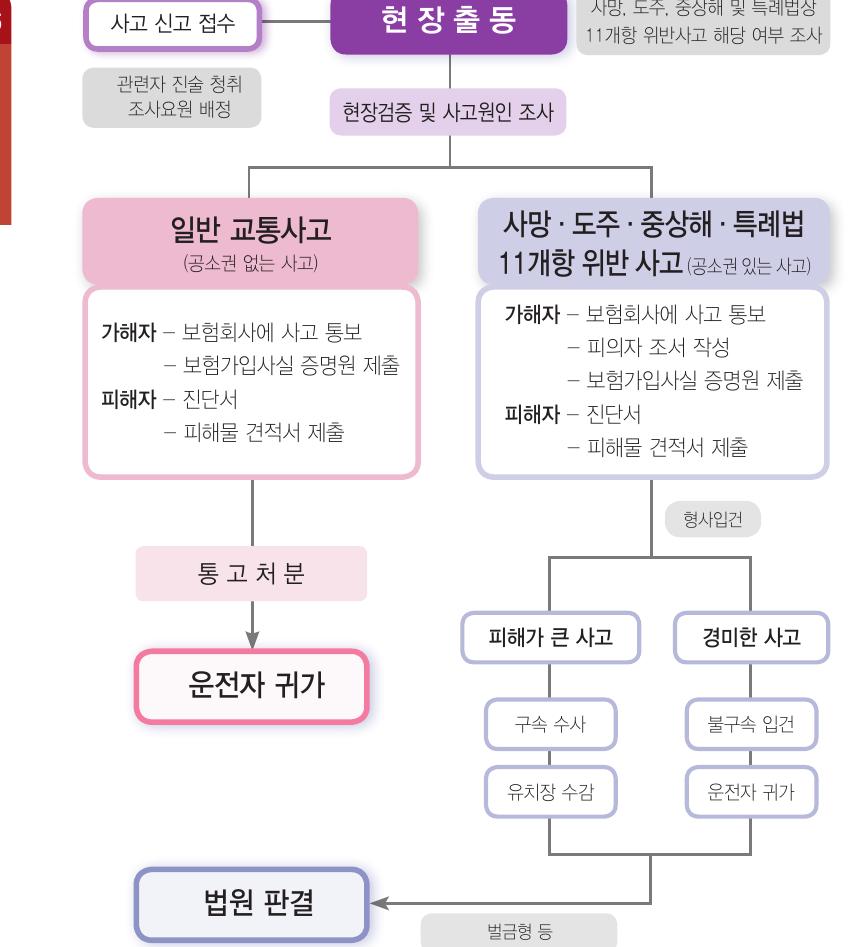 사고 신고 접수
현장출동
사망, 도주, 중상해 및 특례법상
11개항 위반사고 해당 여부 조사
관련자 진술 청취
조사요원 배정
현장검증 및 사고원인 조사
일반 교통사고
(공소권 없는 사고)
가해자 – 보험회사에 사고 통보
– 보험가입사실 증명원 제출
피해자 – 진단서
– 피해물 견적서 제출
사망 · 도주 · 중상해 · 특례법
11개항 위반 사고 (공소권 있는 사고)
가해자 – 보험회사에 사고 통보
– 피의자 조서 작성
– 보험가입사실 증명원 제출
피해자 – 진단서
– 피해물 견적서 제출
형사입건
통고처분
운전자 귀가
피해가 큰 사고
경미한 사고
구속 수사
불구속 입건
유치장 수감
운전자 귀가
법원 판결
벌금형 등